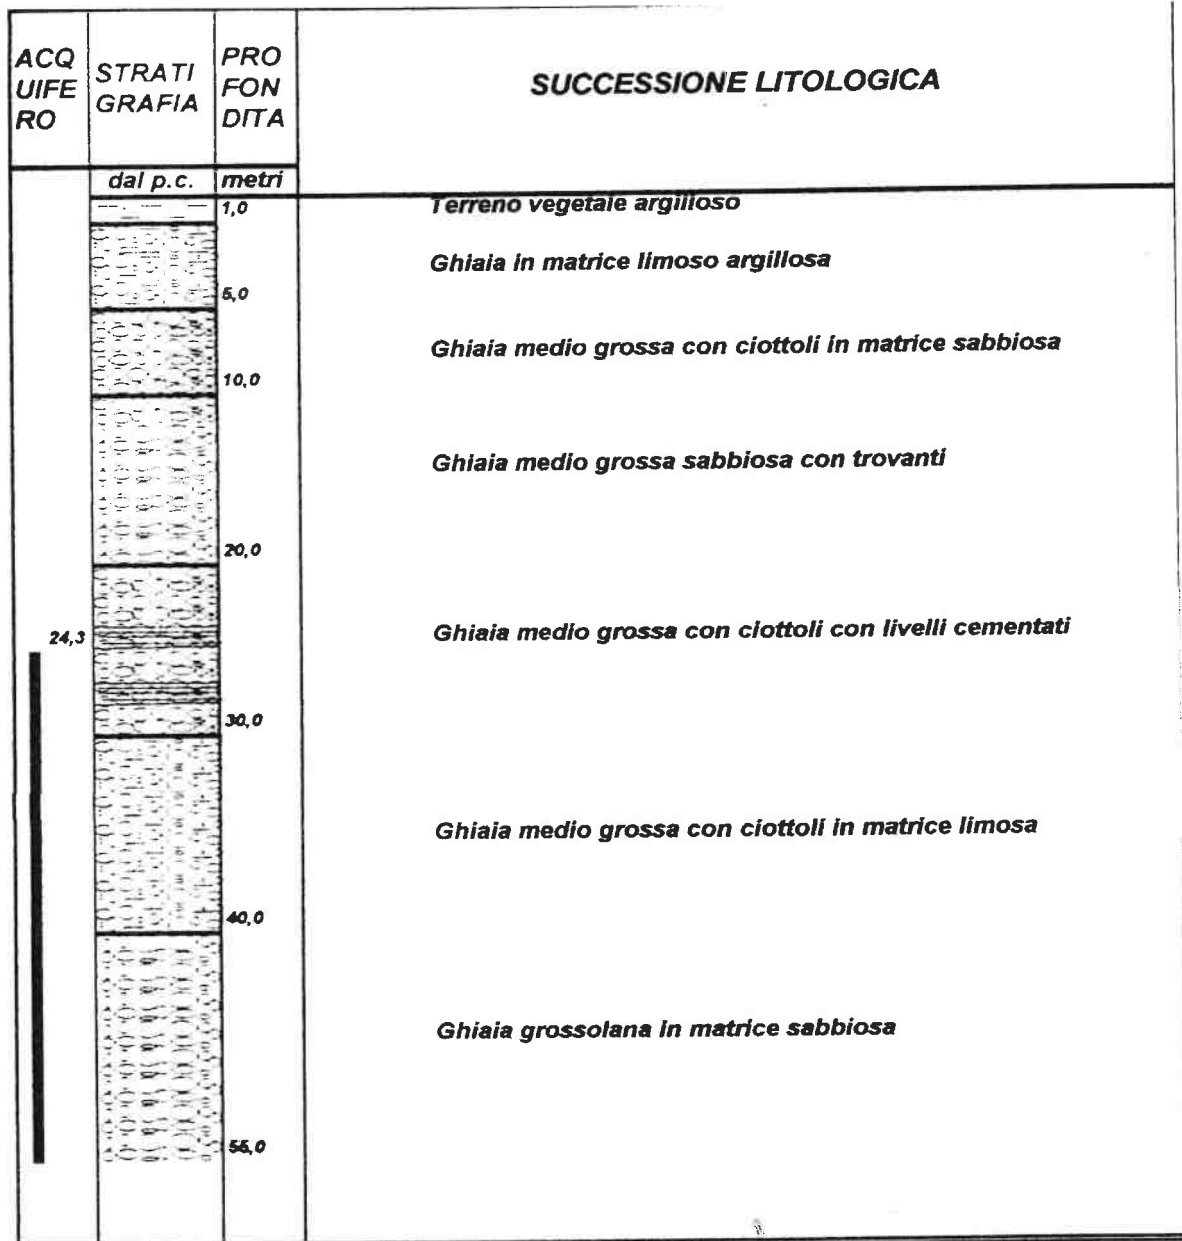 ACQ
UIFE
RO
STRATI
GRAFIA
PRO
FON
DITA
SUCCESSIONE LITOLOGICA
dal p.c.
metri
1,0
Terreno vegetale argilloso
Ghiaia in matrice limoso argillosa
5,0
Ghiaia medio grossa con ciottoli in matrice sabbiosa
10,0
Ghiaia medio grossa sabbiosa con trovanti
20,0
24,3
Ghiaia medio grossa con ciottoli con livelli cementati
30,0
Ghiaia medio grossa con ciottoli in matrice limosa
40,0
Ghiaia grossolana in matrice sabbiosa
55,0